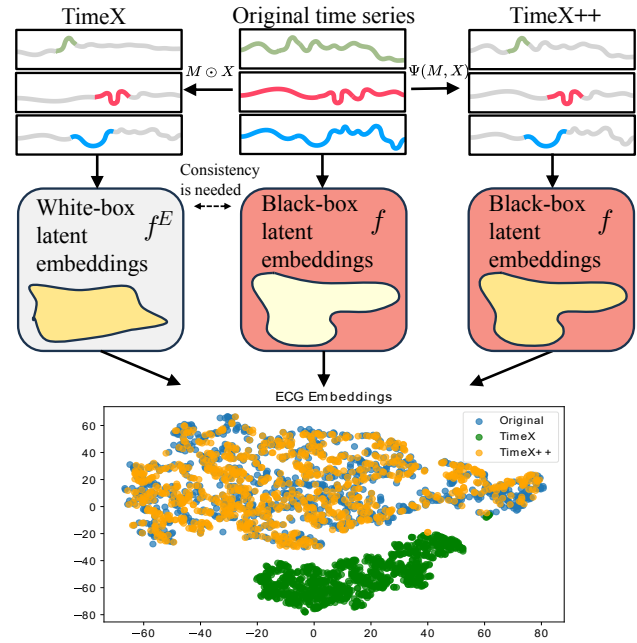 TimeX
Original time series
TimeX++
M ⊙ X
Ψ(M, X)
Consistency
is needed
White-box
latent
embeddings
f^E
Black-box
latent
embeddings
f
Black-box
latent
embeddings
f
ECG Embeddings
Original
TimeX
TimeX++
60
40
20
0
−20
−40
−60
−80
−60
−40
−20
0
20
40
60
80